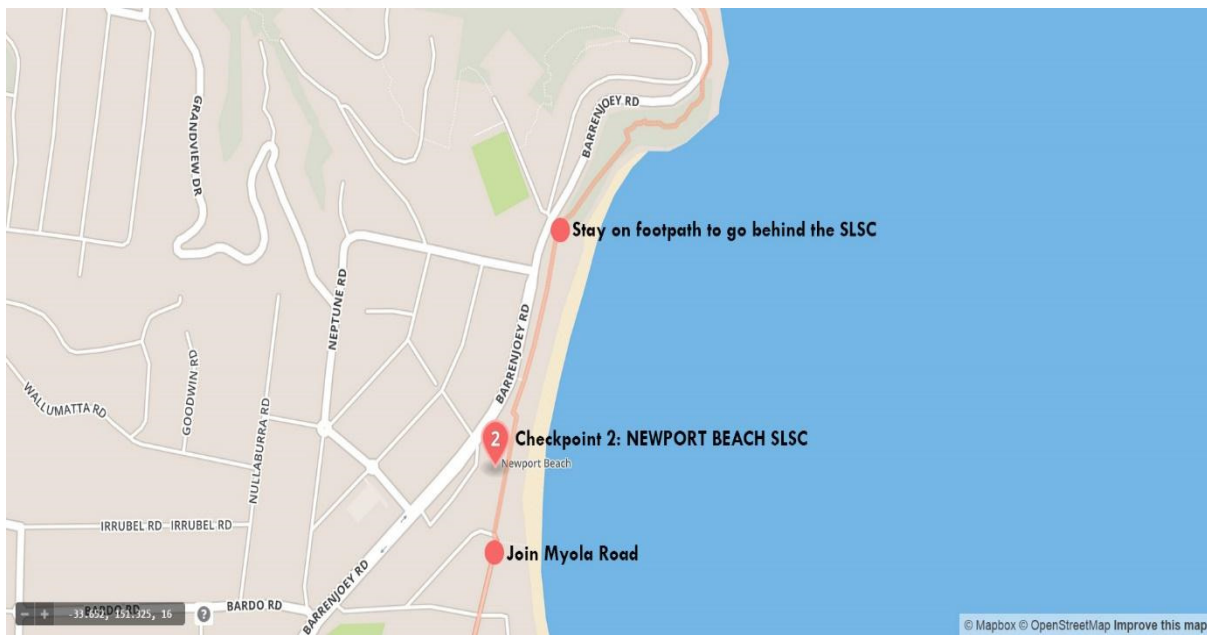 BARRENJOEY RD
GRANDVIEW DR
Stay on footpath to go behind the SLSC
NEPTUNE RD
BARRENJOEY RD
GOODWIN RD
WALLUMATTA RD
NULLABURRA RD
2 Checkpoint 2: NEWPORT BEACH SLSC
Newport Beach
IRRUBEL RD IRRUBEL RD
Join Myola Road
BARRENJOEY RD
BARDO RD BARDO RD
- + -33.652, 151.325, 16 ?
© Mapbox © OpenStreetMap Improve this map